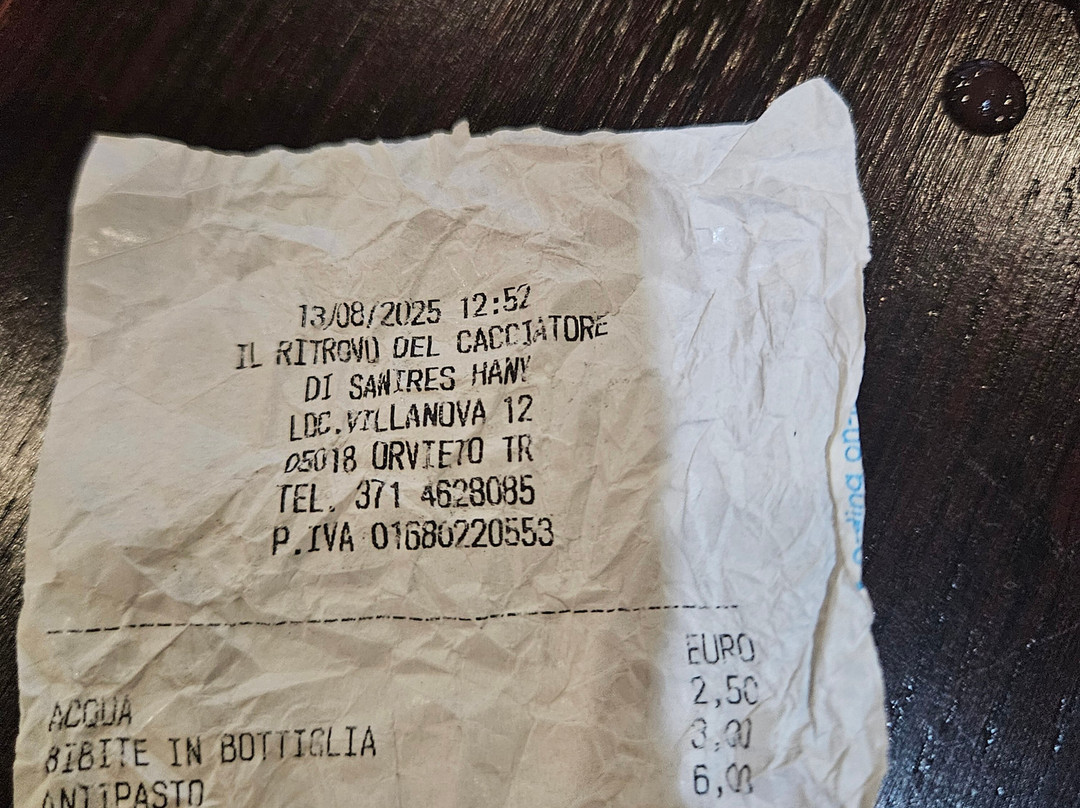 13/08/2025 12:52
IL RITROVO DEL CACCIATORE
DI SAWIRES HANY
LOC.VILLANOVA 12
05018 ORVIETO TR
TEL. 371 4628085
P.IVA 01680220553
EURO
ACQUA 2,50
BIBITE IN BOTTIGLIA 3,00
ANTIPASTO 6,00